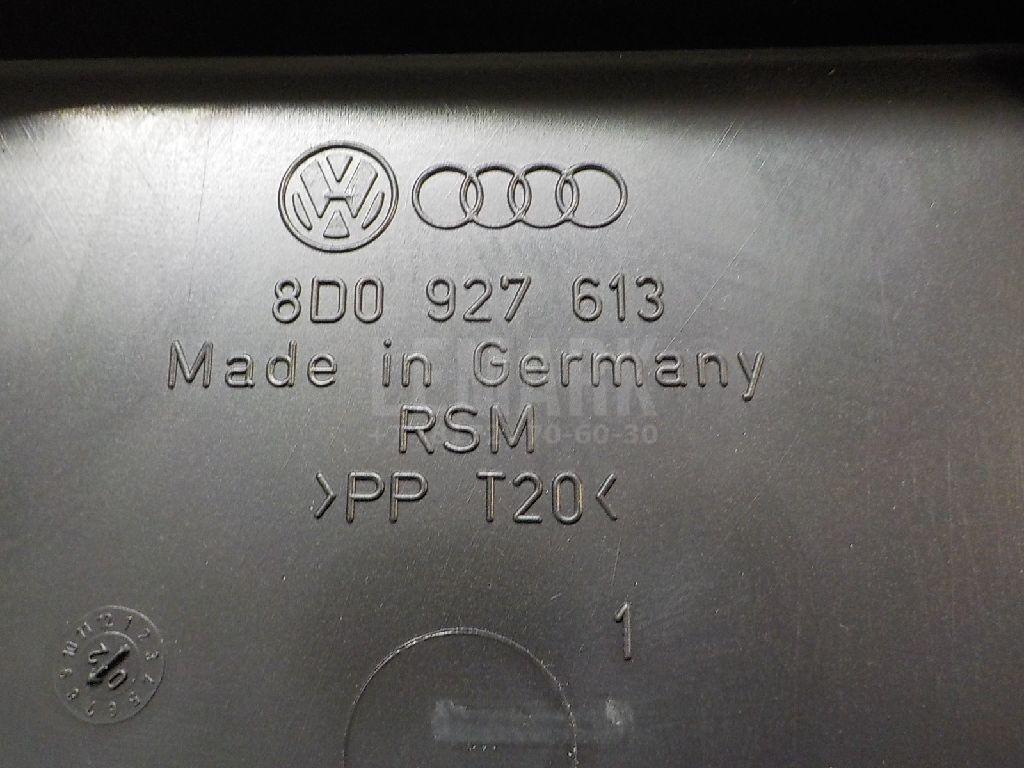 8D0 927 613
Made in Germany
RSM
>PP T20<
1